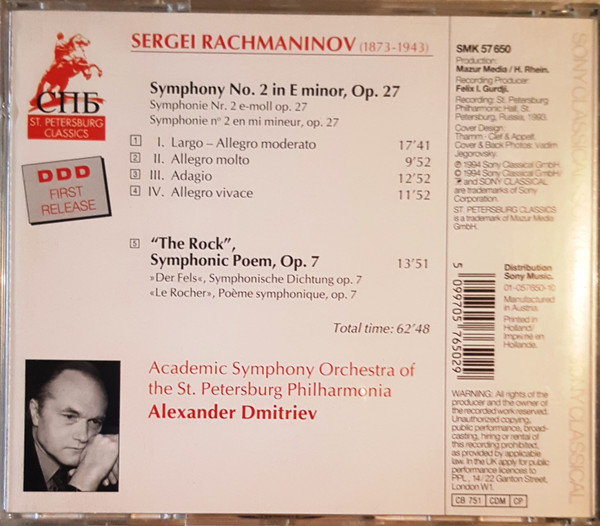 SERGEI RACHMANINOV (1873-1943)
Symphony No. 2 in E minor, Op. 27
Symphonie Nr. 2 e-moll op. 27
Symphonie n° 2 en mi mineur, op. 27
1 I. Largo – Allegro moderato 17'41
2 II. Allegro molto 9'52
3 III. Adagio 12'52
4 IV. Allegro vivace 11'52
5 "The Rock",
Symphonic Poem, Op. 7 13'51
»Der Fels«, Symphonische Dichtung op. 7
«Le Rocher», Poème symphonique, op. 7
Total time: 62'48
Academic Symphony Orchestra of
the St. Petersburg Philharmonia
Alexander Dmitriev
СПБ
ST. PETERSBURG
CLASSICS
DDD
FIRST
RELEASE
SMK 57 650
Production:
Mazur Media / H. Rhein.
Recording Producer:
Felix I. Gurdji.
Recording: St. Petersburg
Philharmonic Hall, St.
Petersburg, Russia, 1993.
Cover Design:
Thamm · Clef & Appel.
Cover & Back Photos: Vadim
Jegorovsky.
℗ 1994 Sony Classical GmbH
© 1994 Sony Classical GmbH
and SONY CLASSICAL
are trademarks of Sony
Corporation.
ST. PETERSBURG CLASSICS
is a trademark of Mazur Media
GmbH.
Distribution
Sony Music.
01-057650-10
Manufactured
in Austria
Printed in
Holland/
Imprimé en
Hollande.
5 099705 765029
WARNING: All rights of the
producer and the owner of
the recorded work reserved.
Unauthorized copying,
public performance, broad-
casting, hiring or rental of
this recording prohibited,
as provided by applicable
law. In the UK apply for public
performance licences to
PPL, 14/22 Ganton Street,
London W1.
CB 751 CDM CP
SONY CLASSICAL